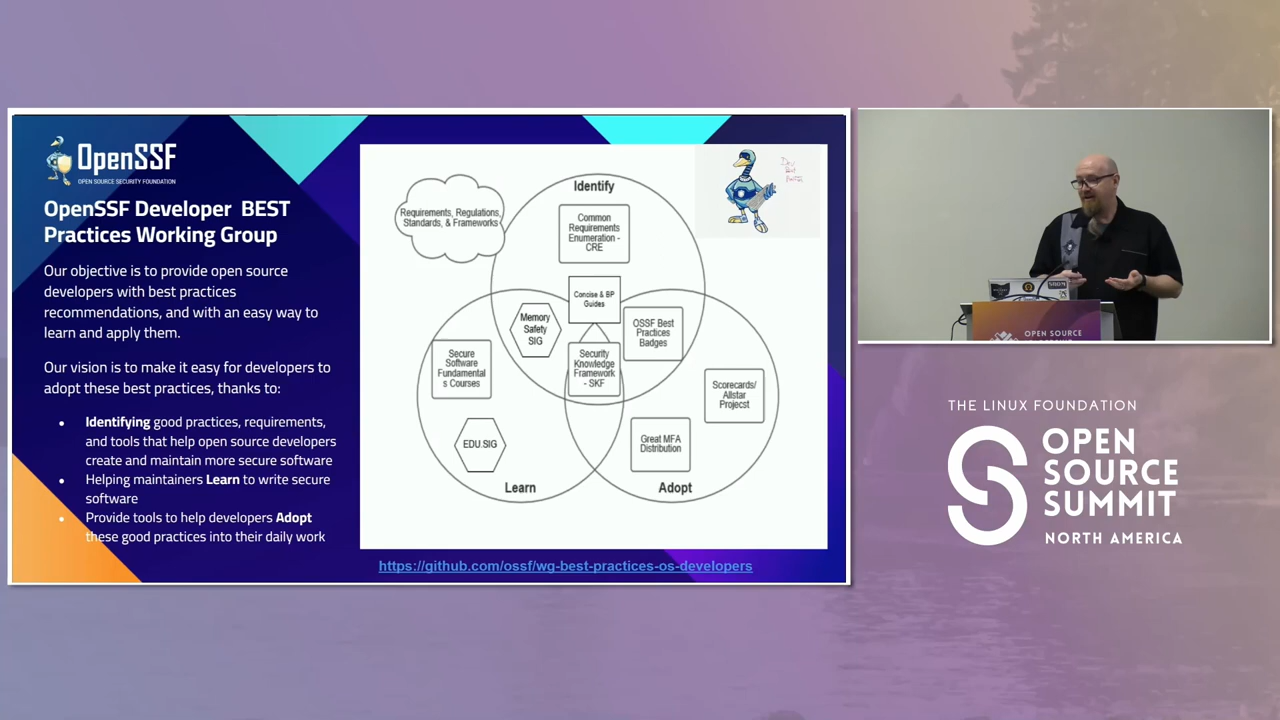 OpenSSF
OPEN SOURCE SECURITY FOUNDATION
OpenSSF Developer BEST
Practices Working Group
Our objective is to provide open source
developers with best practices
recommendations, and with an easy way to
learn and apply them.
Our vision is to make it easy for developers to
adopt these best practices, thanks to:
• Identifying good practices, requirements,
and tools that help open source developers
create and maintain more secure software
• Helping maintainers Learn to write secure
software
• Provide tools to help developers Adopt
these good practices into their daily work
Requirements, Regulations,
Standards, & Frameworks
Identify
Common
Requirements
Enumeration -
CRE
Concise & BP
Guides
Memory
Safety
SIG
OSSF Best
Practices
Badges
Secure
Software
Fundamental
s Courses
Security
Knowledge
Framework
- SKF
Scorecards/
Allstar
Projecst
EDU.SIG
Great MFA
Distribution
Learn
Adopt
https://github.com/ossf/wg-best-practices-os-developers
OPEN SOURCE
THE LINUX FOUNDATION
OPEN
SOURCE
SUMMIT
NORTH AMERICA